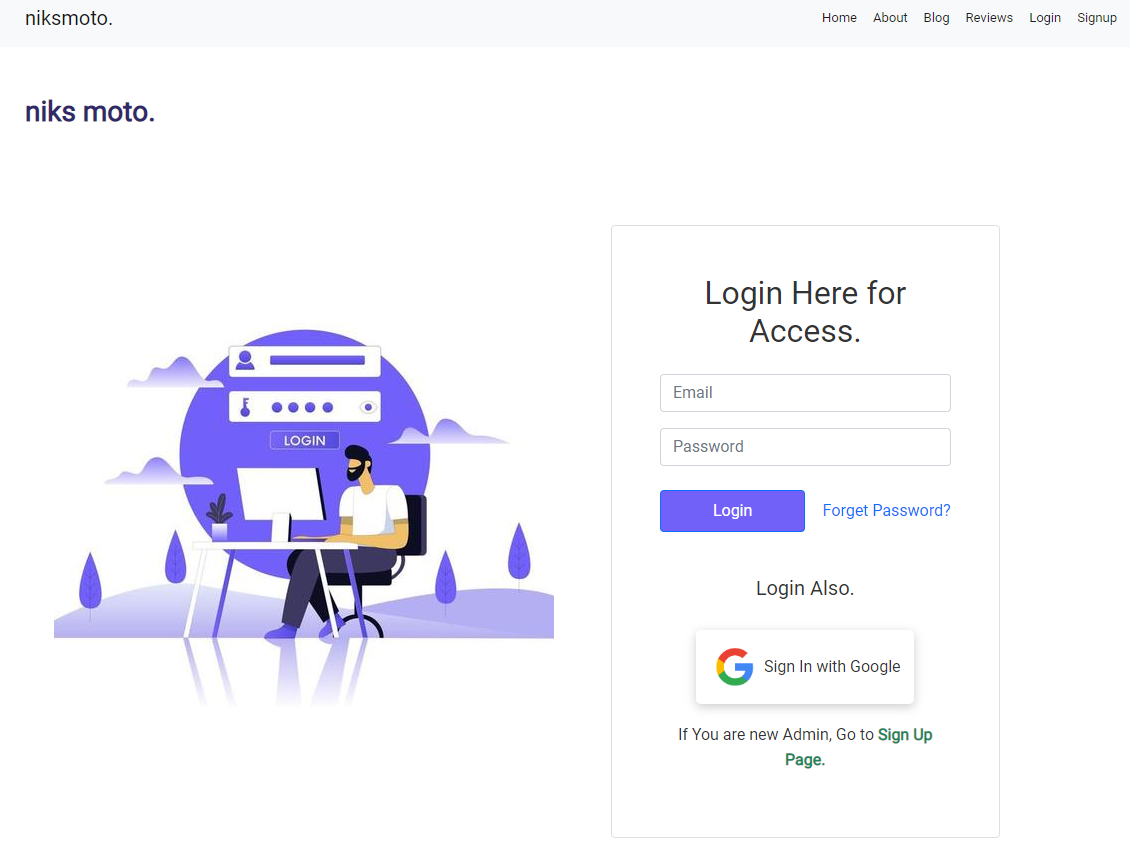 niksmoto.
Home About Blog Reviews Login Signup
niks moto.
LOGIN
Login Here for
Access.
Email
Password
Login Forget Password?
Login Also.
Sign In with Google
If You are new Admin, Go to Sign Up
Page.